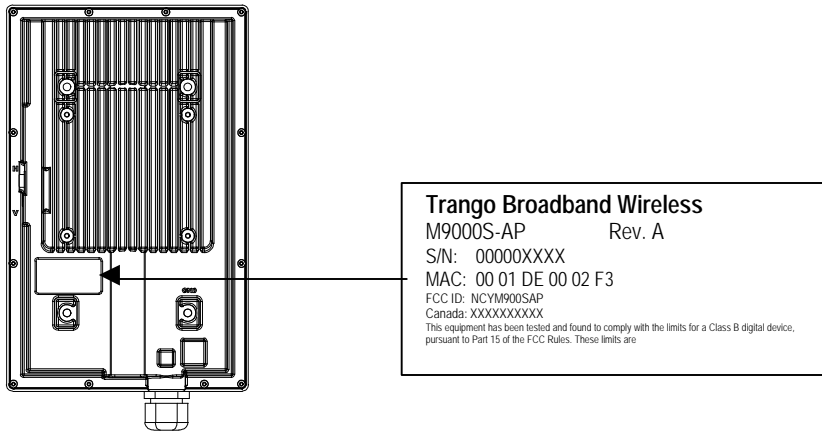 H
V
GRND
Trango Broadband Wireless
M9000S-AP Rev. A
S/N: 00000XXXX
MAC: 00 01 DE 00 02 F3
FCC ID: NCYM900SAP
Canada: XXXXXXXXXX
This equipment has been tested and found to comply with the limits for a Class B digital device,
pursuant to Part 15 of the FCC Rules. These limits are